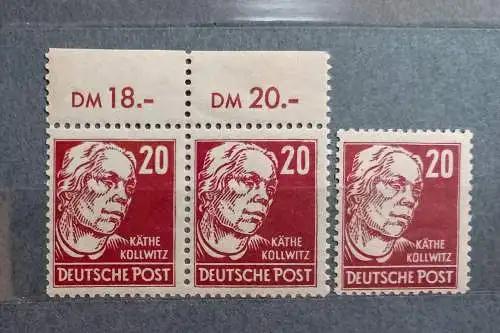 DM 18.- DM 20.-
20 20 20
KÄTHE KÄTHE KÄTHE
KOLLWITZ KOLLWITZ KOLLWITZ
DEUTSCHE POST DEUTSCHE POST DEUTSCHE POST